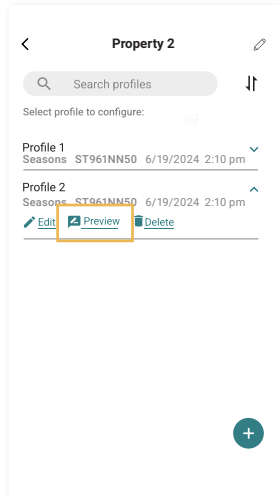 Property 2
Search profiles
Select profile to configure:
Profile 1
Seasons ST961NN50 6/19/2024 2:10 pm
Profile 2
Seasons ST961NN50 6/19/2024 2:10 pm
Edit Preview Delete